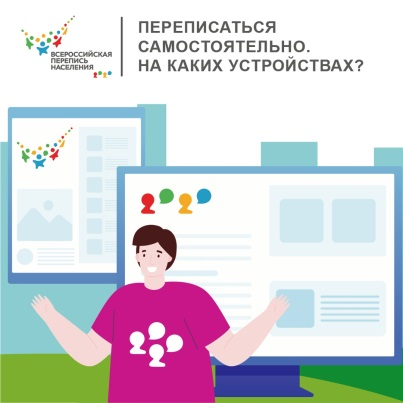 ВСЕРОССИЙСКАЯ
ПЕРЕПИСЬ
НАСЕЛЕНИЯ
ПЕРЕПИСАТЬСЯ
САМОСТОЯТЕЛЬНО.
НА КАКИХ УСТРОЙСТВАХ?